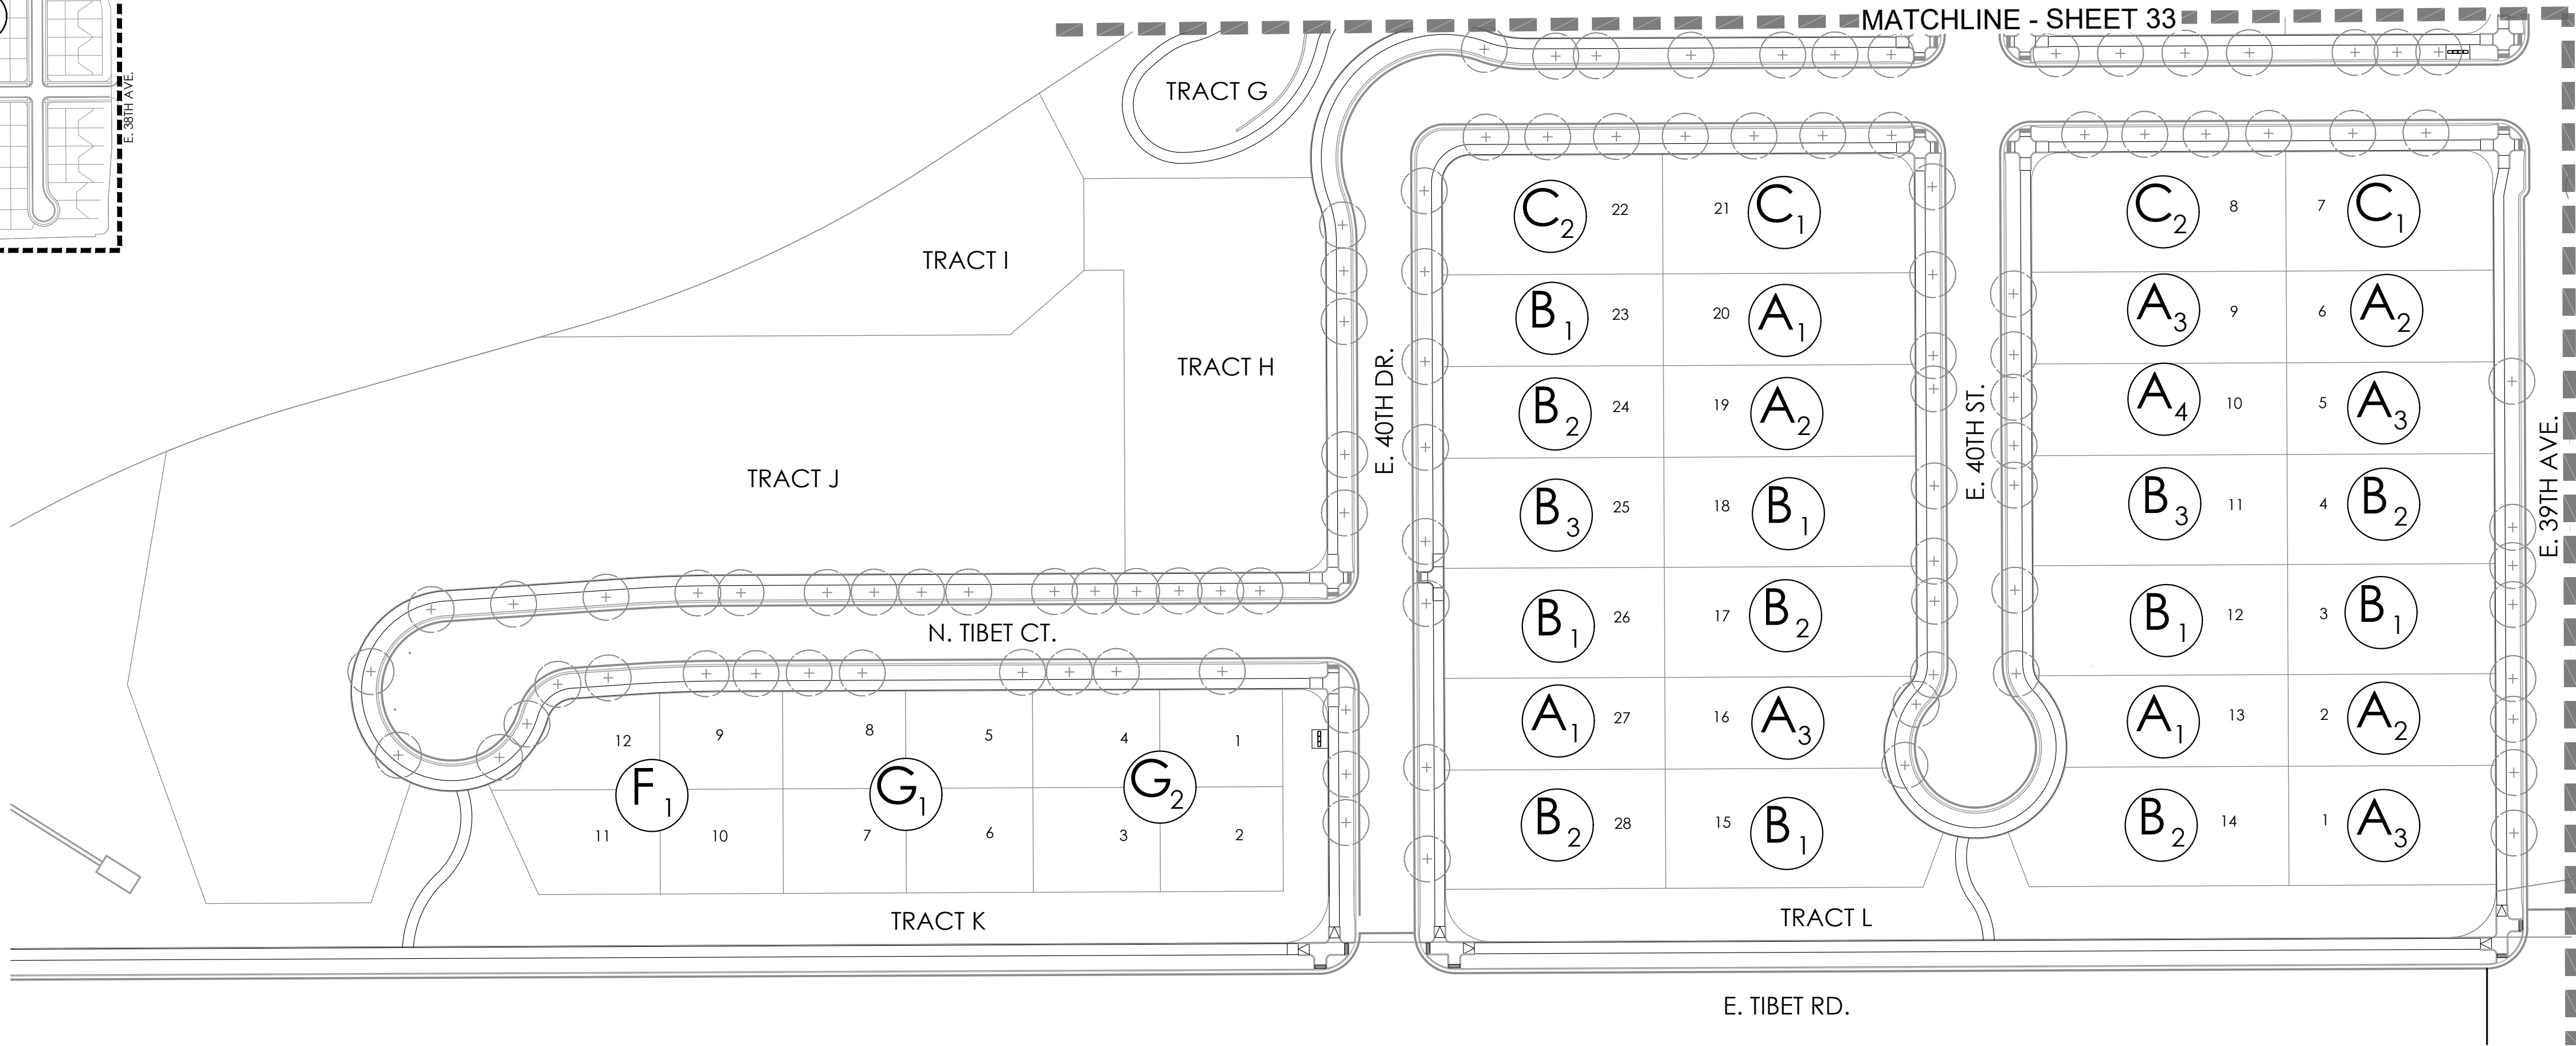 MATCHLINE - SHEET 33
E. 38TH AVE.
TRACT G
TRACT I
TRACT H
TRACT J
E. 40TH DR.
E. 40TH ST.
E. 39TH AVE.
N. TIBET CT.
C2 22 21 C1
B1 23 20 A1
B2 24 19 A2
B3 25 18 B1
B1 26 17 B2
A1 27 16 A3
B2 28 15 B1
C2 8 7 C1
A3 9 6 A2
A4 10 5 A3
B3 11 4 B2
B1 12 3 B1
A1 13 2 A2
B2 14 1 A3
12 9 8 5 4 1
F1 G1 G2
11 10 7 6 3 2
TRACT K
TRACT L
E. TIBET RD.